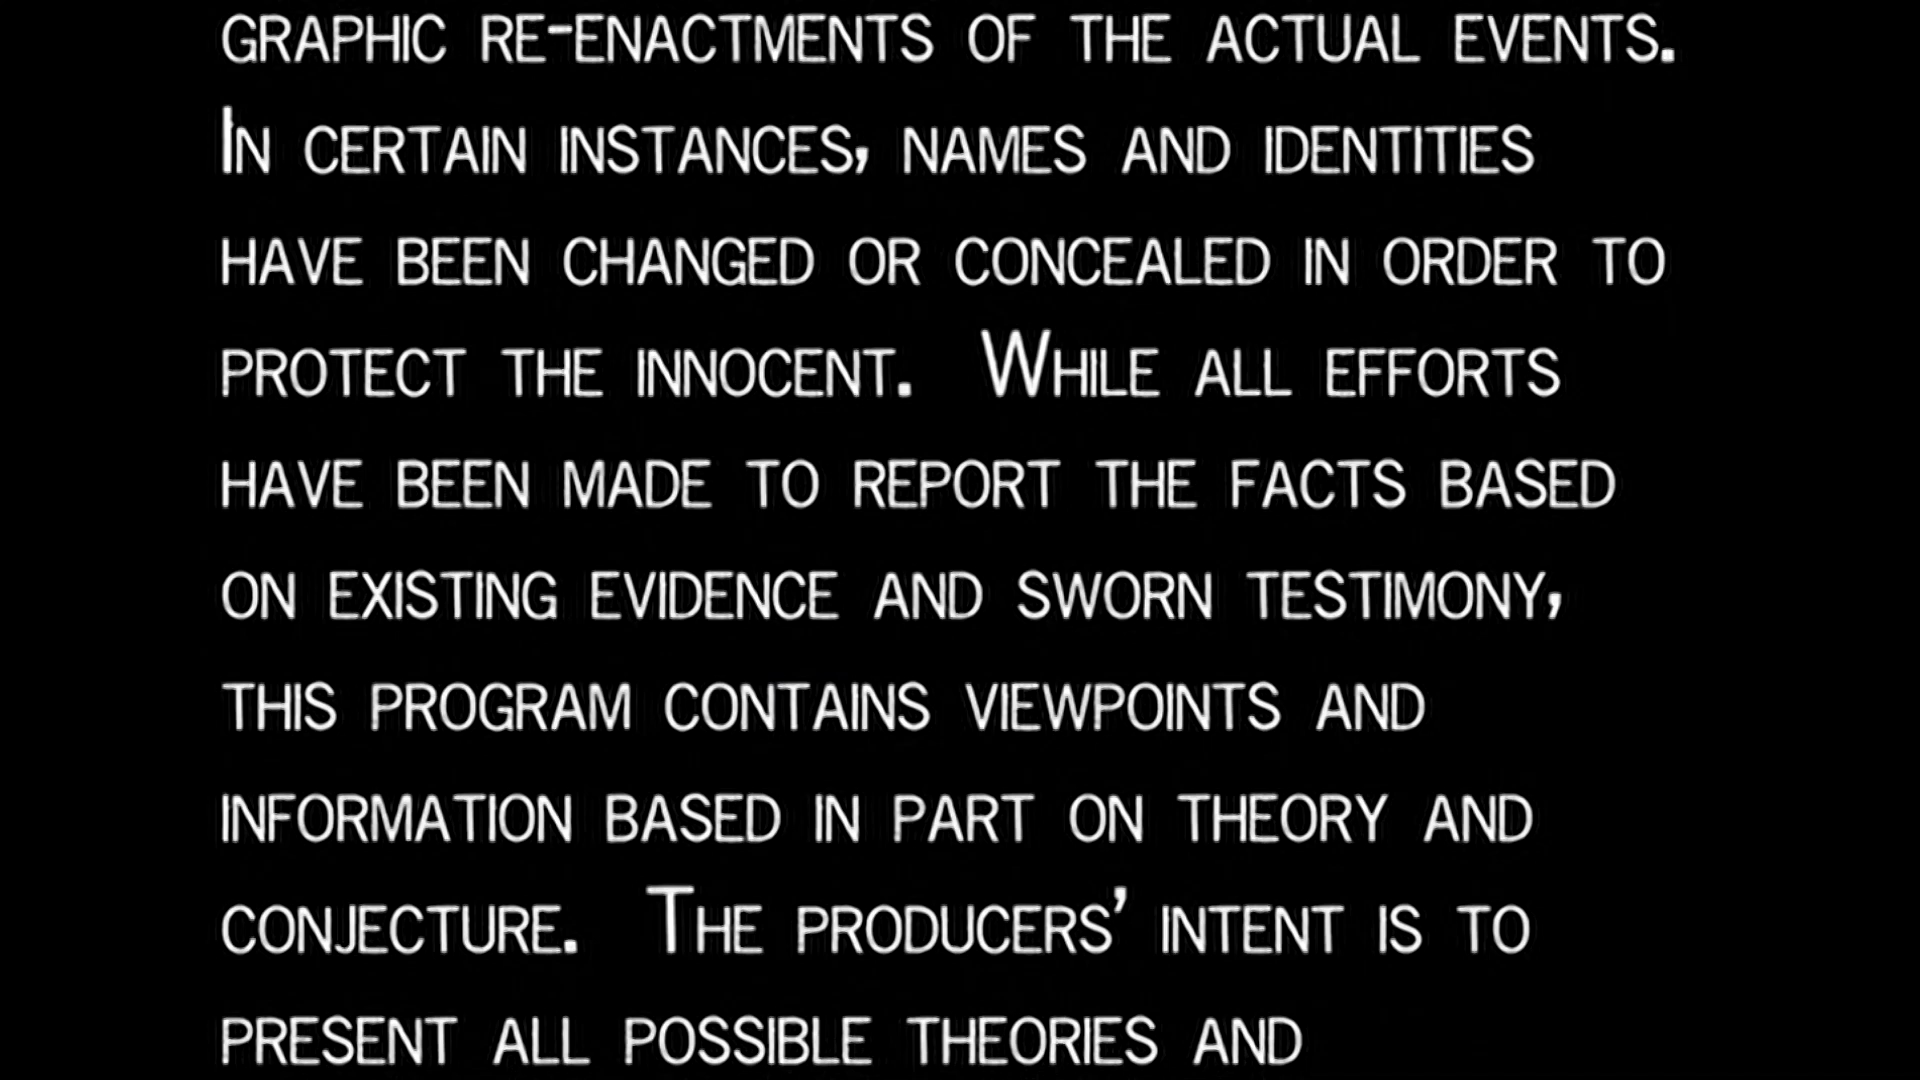 GRAPHIC RE-ENACTMENTS OF THE ACTUAL EVENTS.
IN CERTAIN INSTANCES, NAMES AND IDENTITIES
HAVE BEEN CHANGED OR CONCEALED IN ORDER TO
PROTECT THE INNOCENT.  WHILE ALL EFFORTS
HAVE BEEN MADE TO REPORT THE FACTS BASED
ON EXISTING EVIDENCE AND SWORN TESTIMONY,
THIS PROGRAM CONTAINS VIEWPOINTS AND
INFORMATION BASED IN PART ON THEORY AND
CONJECTURE.  THE PRODUCERS' INTENT IS TO
PRESENT ALL POSSIBLE THEORIES AND